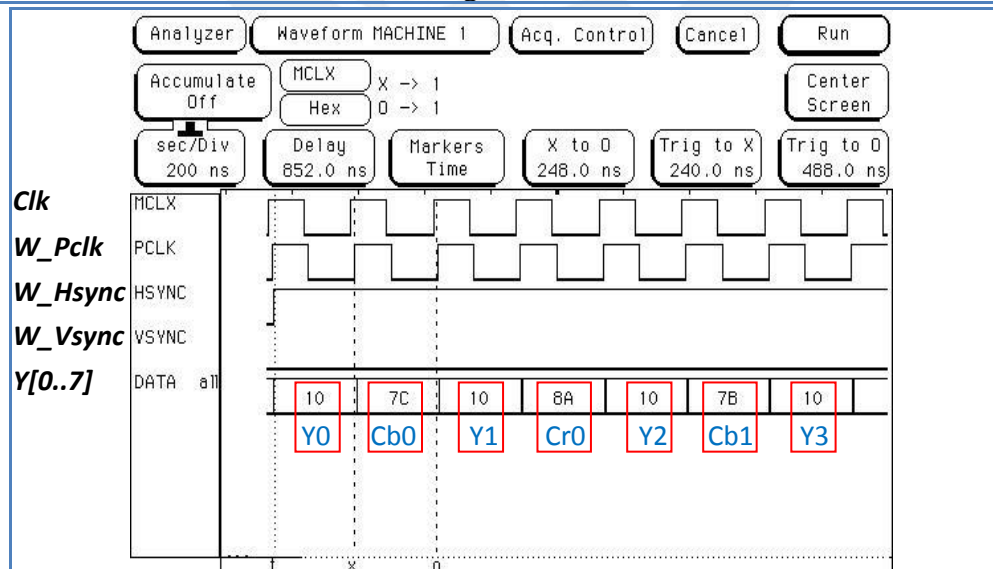 Analyzer Waveform MACHINE 1 Acq. Control Cancel Run
Accumulate Off MCLX X -> 1 Center Screen
Hex O -> 1
sec/Div Delay Markers X to O Trig to X Trig to O
200 ns 852.0 ns Time 248.0 ns 240.0 ns 488.0 ns
Clk MCLX
W_Pclk PCLK
W_Hsync HSYNC
W_Vsync VSYNC
Y[0..7] DATA all 10 7C 10 8A 10 7B 10
Y0 Cb0 Y1 Cr0 Y2 Cb1 Y3
... t X O